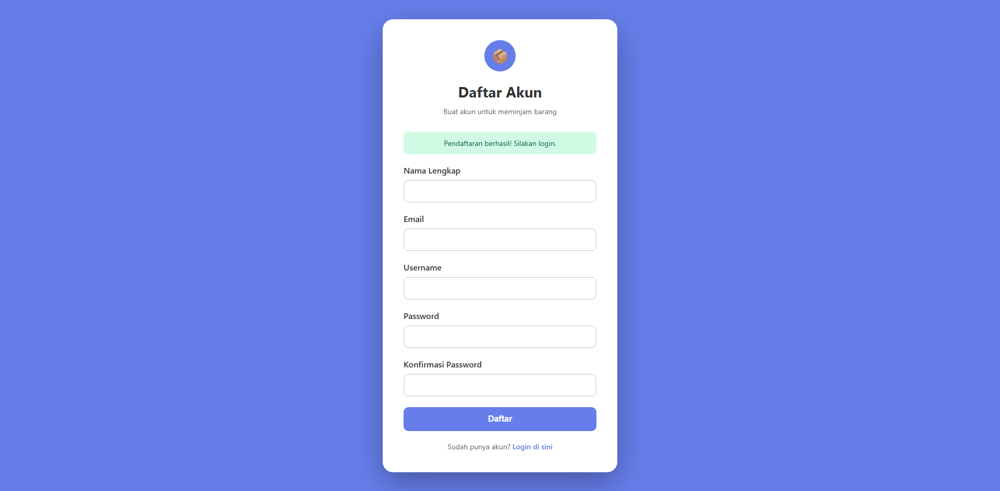 Daftar Akun
Buat akun untuk meminjam barang
Pendaftaran berhasil! Silakan login.
Nama Lengkap
Email
Username
Password
Konfirmasi Password
Daftar
Sudah punya akun? Login di sini